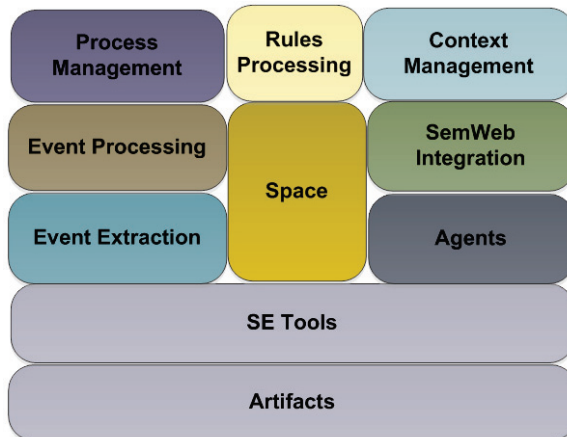 Process
Management
Rules
Processing
Context
Management
Event Processing
Space
SemWeb
Integration
Event Extraction
Agents
SE Tools
Artifacts